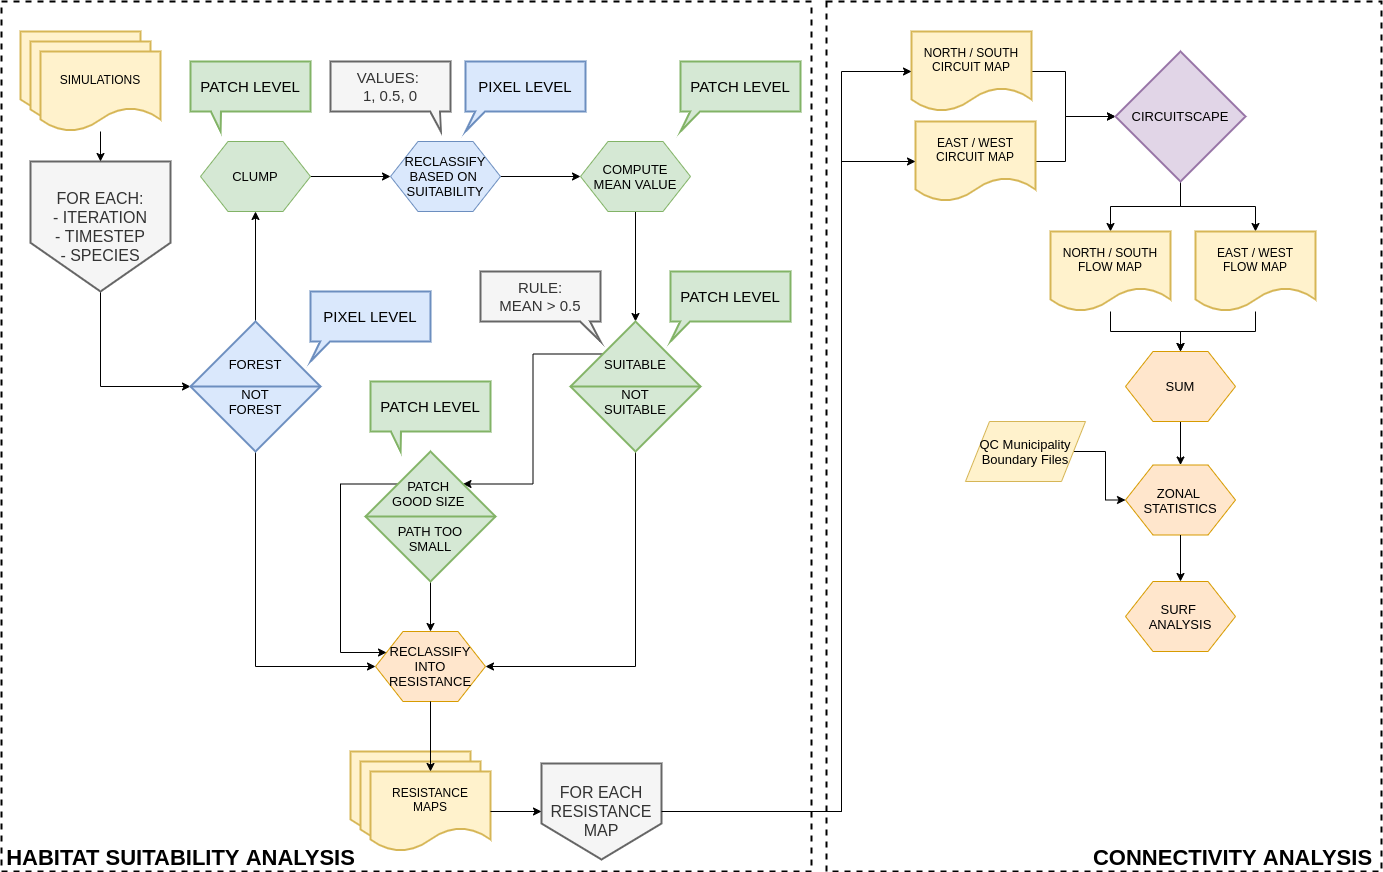 SIMULATIONS
FOR EACH:
- ITERATION
- TIMESTEP
- SPECIES
PATCH LEVEL
CLUMP
VALUES:
1, 0.5, 0
PIXEL LEVEL
RECLASSIFY
BASED ON
SUITABILITY
PATCH LEVEL
COMPUTE
MEAN VALUE
PIXEL LEVEL
FOREST
NOT
FOREST
RULE:
MEAN > 0.5
PATCH LEVEL
SUITABLE
NOT
SUITABLE
PATCH LEVEL
PATCH
GOOD SIZE
PATH TOO
SMALL
RECLASSIFY
INTO
RESISTANCE
RESISTANCE
MAPS
FOR EACH
RESISTANCE
MAP
HABITAT SUITABILITY ANALYSIS
NORTH / SOUTH
CIRCUIT MAP
EAST / WEST
CIRCUIT MAP
CIRCUITSCAPE
NORTH / SOUTH
FLOW MAP
EAST / WEST
FLOW MAP
SUM
QC Municipality
Boundary Files
ZONAL
STATISTICS
SURF
ANALYSIS
CONNECTIVITY ANALYSIS